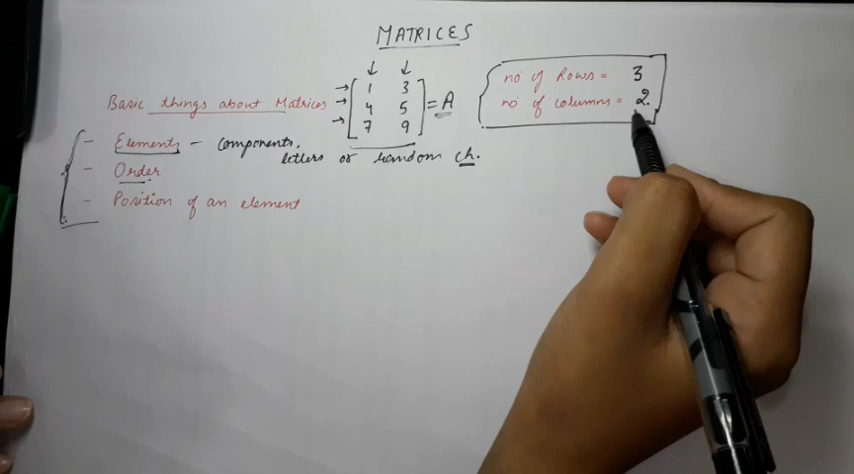 MATRICES
no of Rows = 3
no of columns = 2
Basic things about Matrices → [1 3
→ 4 5
→ 7 9] = A
- Elements - components.
letters or random ch.
- Order
- Position of an element